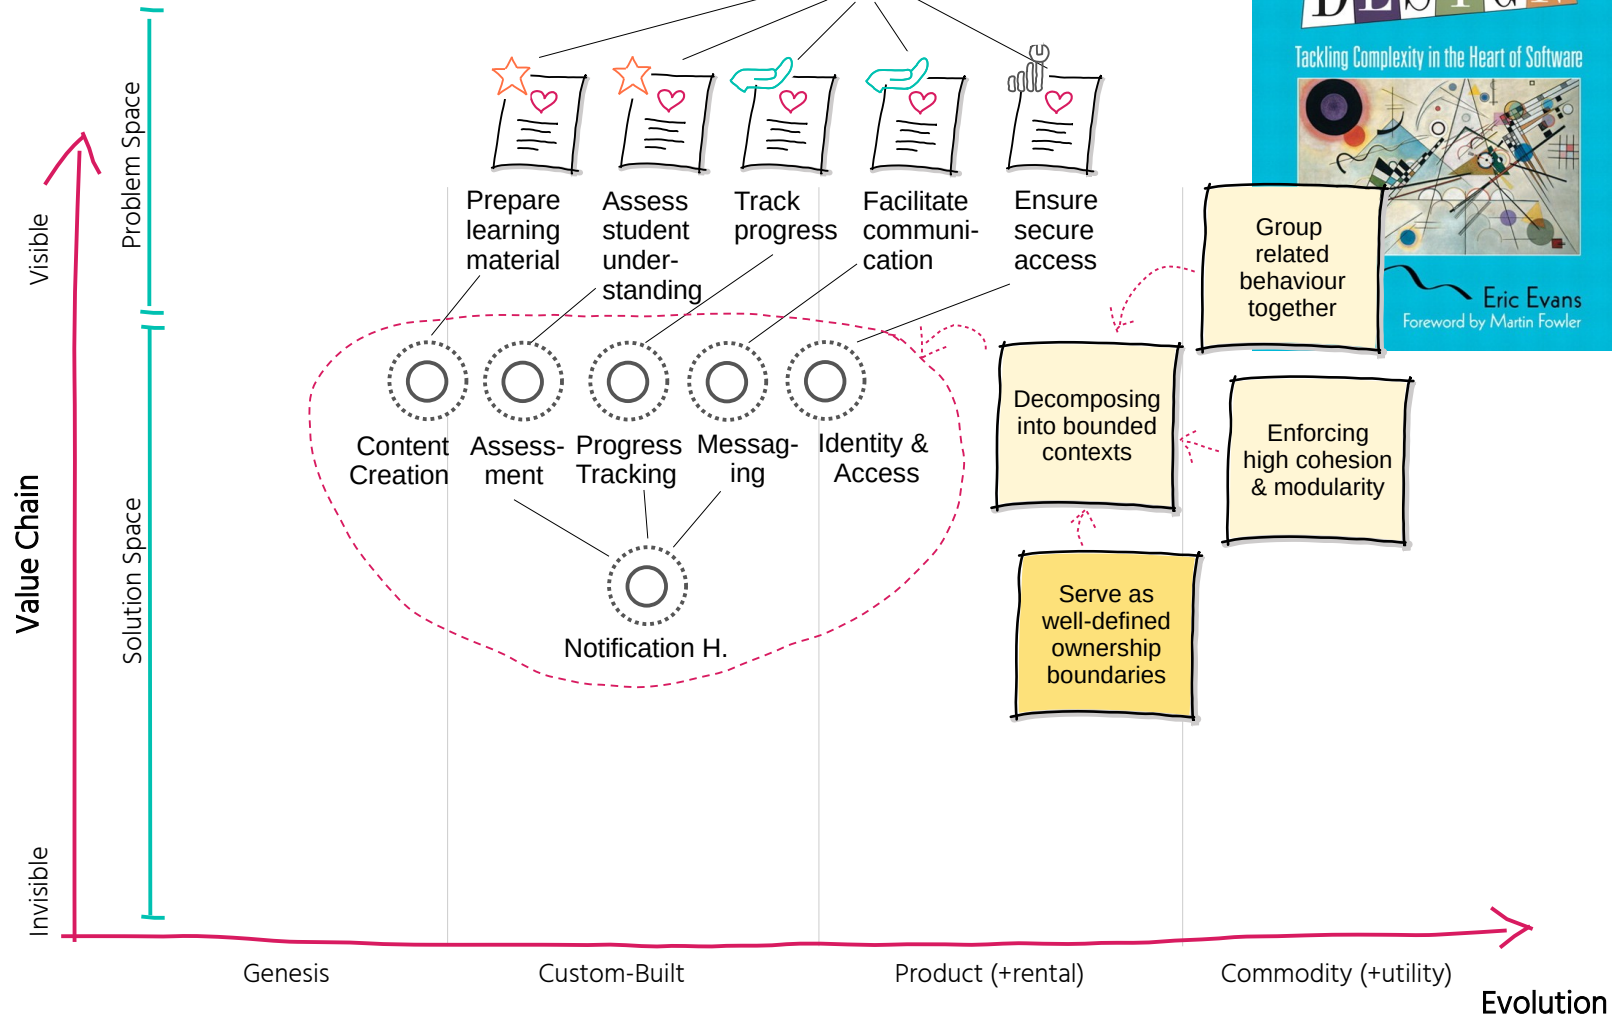 DESIGN
Tackling Complexity in the Heart of Software
Eric Evans
Foreword by Martin Fowler
Problem Space
Visible
Value Chain
Solution Space
Invisible
Prepare
learning
material
Assess
student
under-
standing
Track
progress
Facilitate
communi-
cation
Ensure
secure
access
Group
related
behaviour
together
Content
Creation
Assess-
ment
Progress
Tracking
Messag-
ing
Identity &
Access
Decomposing
into bounded
contexts
Enforcing
high cohesion
& modularity
Notification H.
Serve as
well-defined
ownership
boundaries
Genesis
Custom-Built
Product (+rental)
Commodity (+utility)
Evolution